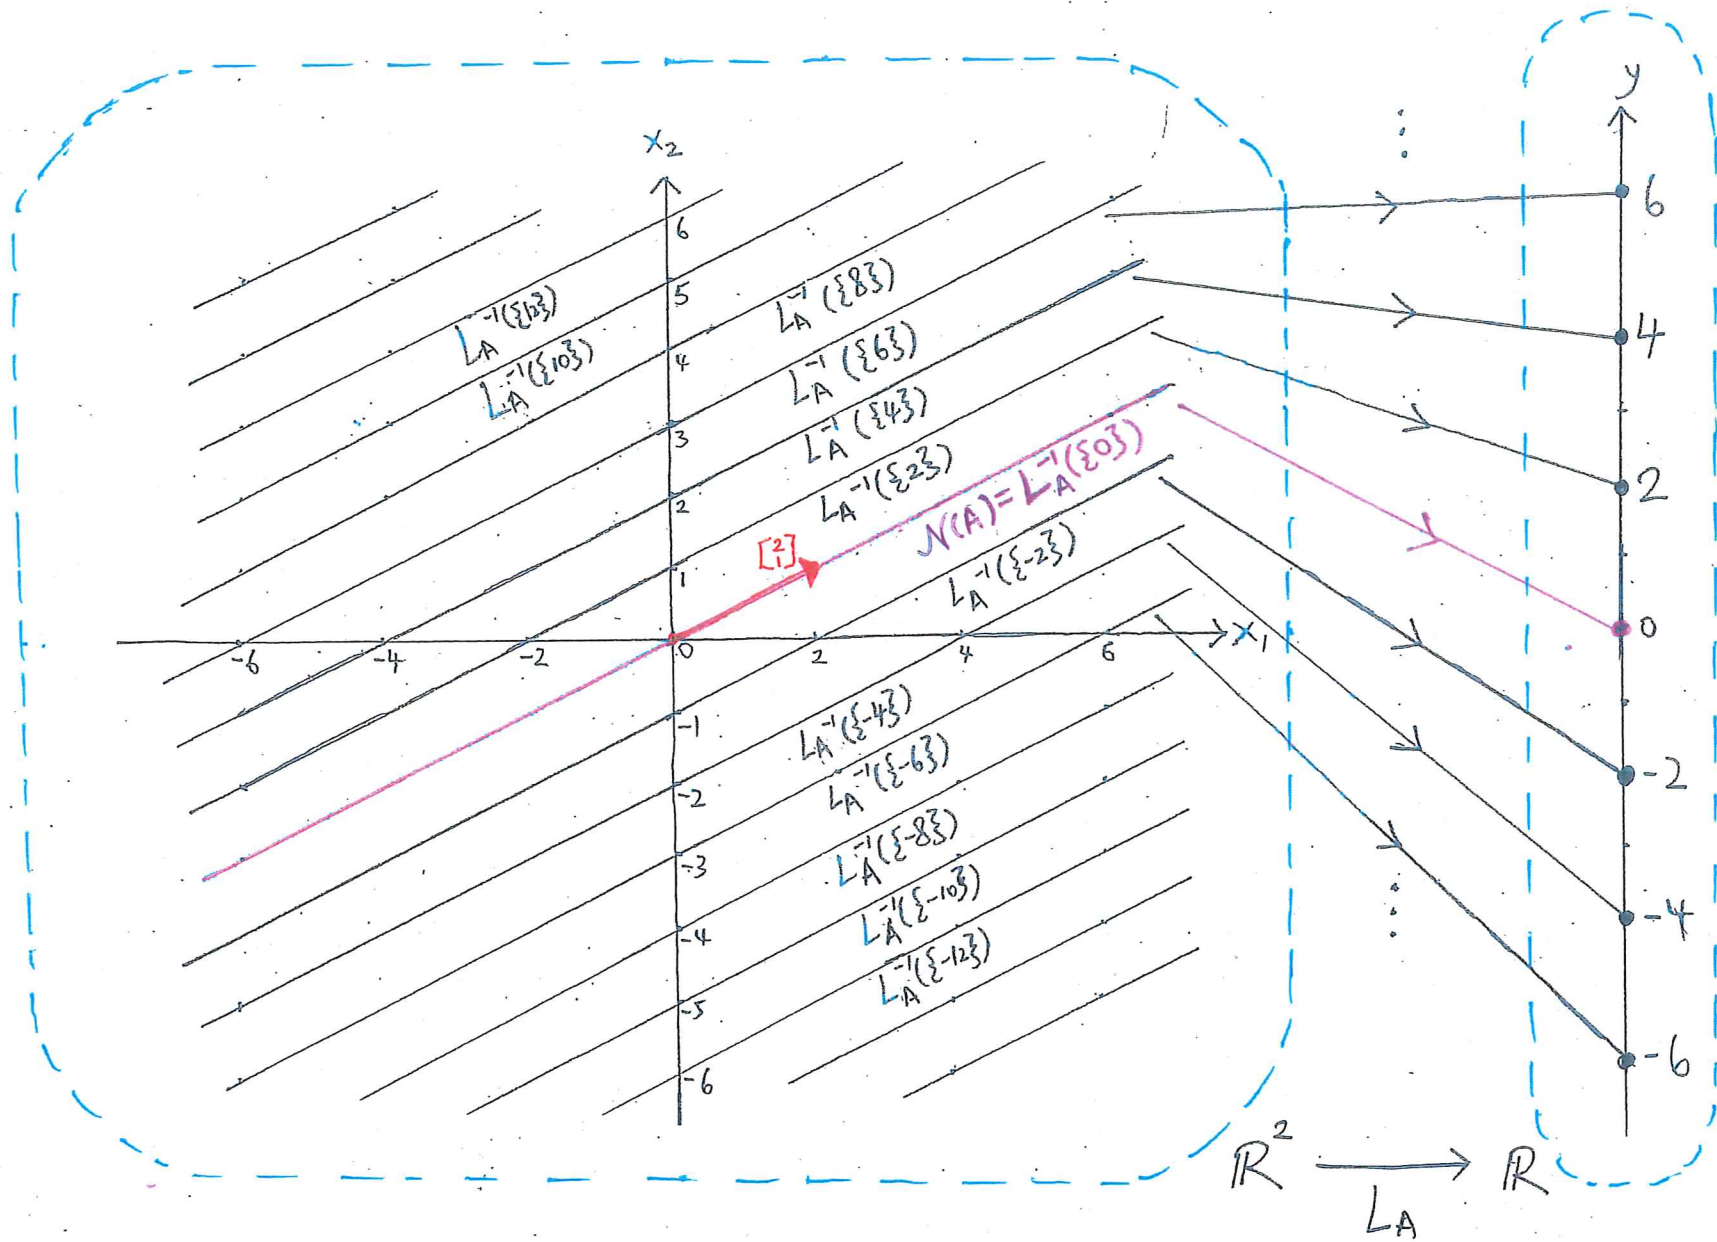 x₂
y
6
5
4
3
2
1
-6
-4
-2
0
2
4
6
x₁
-1
-2
-3
-4
-5
-6
L_A^{-1}({12})
L_A^{-1}({10})
L_A^{-1}({8})
L_A^{-1}({6})
L_A^{-1}({4})
L_A^{-1}({2})
[2 1]
N(A)=L_A^{-1}({0})
L_A^{-1}({-2})
L_A^{-1}({-4})
L_A^{-1}({-6})
L_A^{-1}({-8})
L_A^{-1}({-10})
L_A^{-1}({-12})
6
4
2
0
-2
-4
-6
ℝ² ⟶ ℝ
L_A